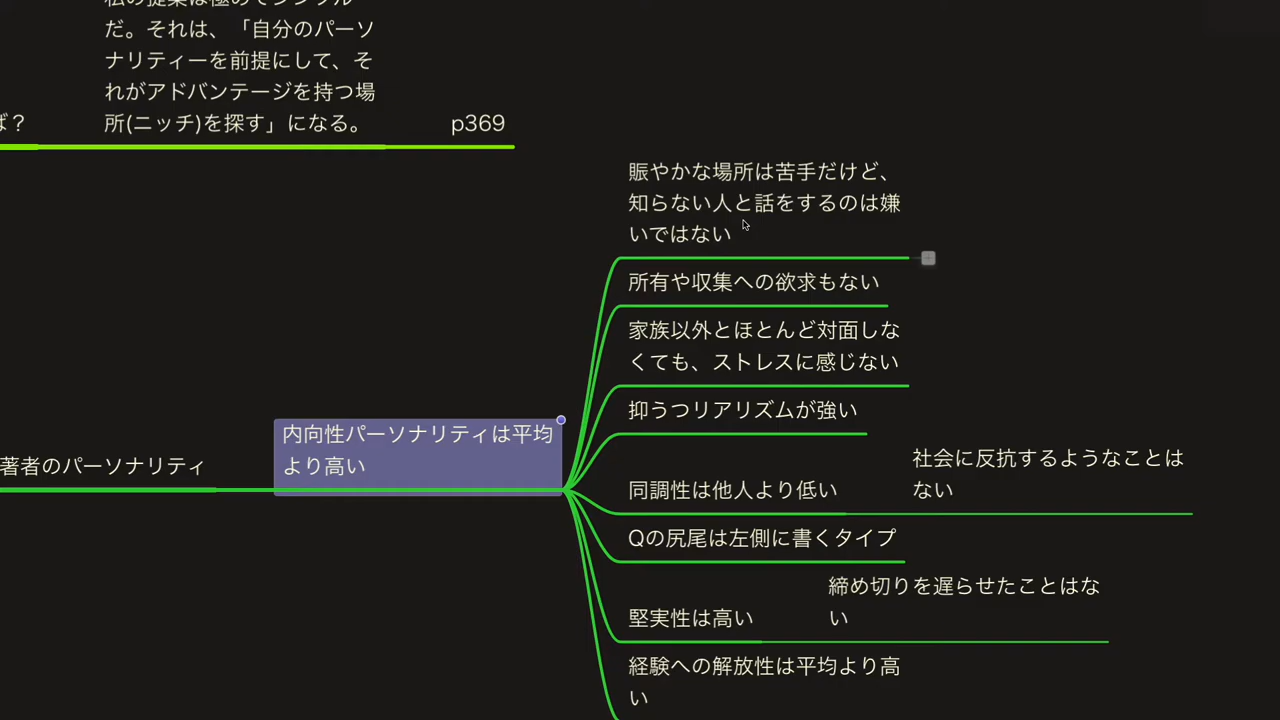 だ。それは、「自分のパーソ
ナリティーを前提にして、そ
れがアドバンテージを持つ場
所(ニッチ)を探す」になる。
ば？
p369
賑やかな場所は苦手だけど、
知らない人と話をするのは嫌
いではない
所有や収集への欲求もない
家族以外とほとんど対面しな
くても、ストレスに感じない
抑うつリアリズムが強い
著者のパーソナリティ
内向性パーソナリティは平均
より高い
同調性は他人より低い
社会に反抗するようなことは
ない
Qの尻尾は左側に書くタイプ
堅実性は高い
締め切りを遅らせたことはな
い
経験への解放性は平均より高
い